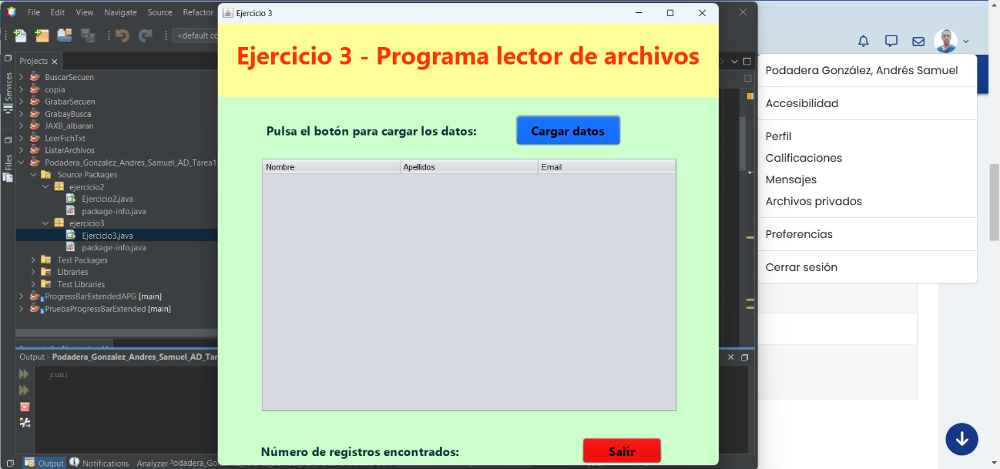 File Edit View Navigate Source Refactor
Ejercicio 3
<default co
Projects
Services
Files
BuscarSecuen
copia
GrabarSecuen
GrabayBusca
JAXB_albaran
LeerFichTxt
ListarArchivos
Podadera_Gonzalez_Andres_Samuel_AD_Tarea1
Source Packages
ejercicio2
Ejercicio2.java
package-info.java
ejercicio3
Ejercicio3.java
package-info.java
Test Packages
Libraries
Test Libraries
ProgressBarExtendedAPG [main]
PruebaProgressBarExtended [main]
Output - Podadera_Gonzalez_Andres_Samuel_AD_Tar
run:
Output Notifications Analyzer
Ejercicio 3 - Programa lector de archivos
Pulsa el botón para cargar los datos: Cargar datos
Nombre Apellidos Email
Número de registros encontrados: Salir
Podadera González, Andrés Samuel
Accesibilidad
Perfil
Calificaciones
Mensajes
Archivos privados
Preferencias
Cerrar sesión